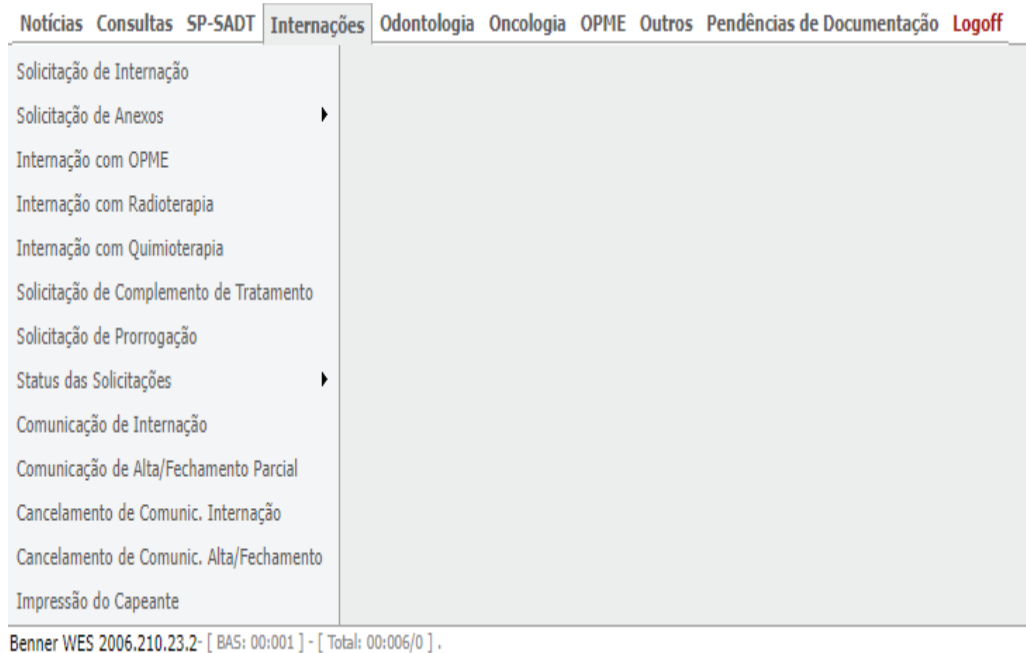 Notícias Consultas SP-SADT Internações Odontologia Oncologia OPME Outros Pendências de Documentação Logoff
Solicitação de Internação
Solicitação de Anexos
Internação com OPME
Internação com Radioterapia
Internação com Quimioterapia
Solicitação de Complemento de Tratamento
Solicitação de Prorrogação
Status das Solicitações
Comunicação de Internação
Comunicação de Alta/Fechamento Parcial
Cancelamento de Comunic. Internação
Cancelamento de Comunic. Alta/Fechamento
Impressão do Capeante
Benner WES 2006.210.23.2- [ BAS: 00:001 ] - [ Total: 00:006/0 ] .